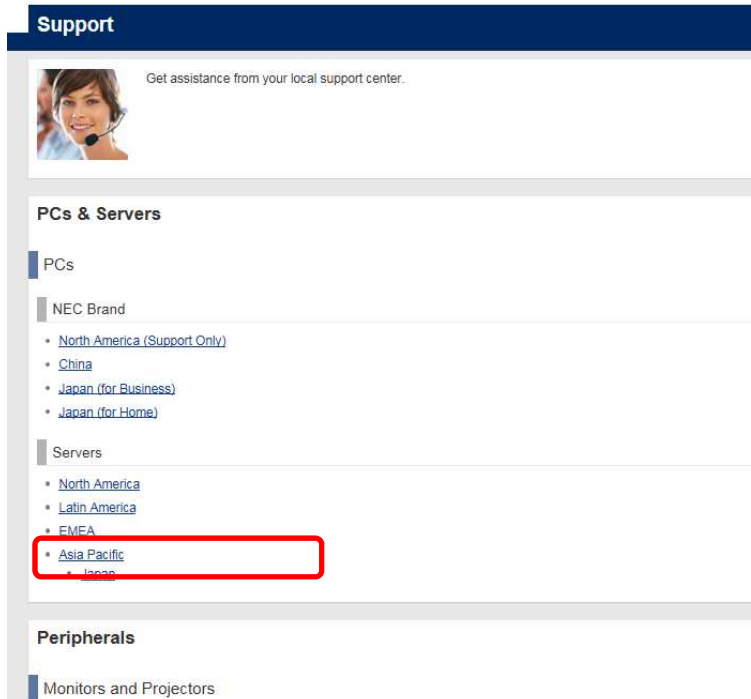 Support
Get assistance from your local support center.
PCs & Servers
PCs
NEC Brand
North America (Support Only)
China
Japan (for Business)
Japan (for Home)
Servers
North America
Latin America
EMEA
Asia Pacific
Japan
Peripherals
Monitors and Projectors